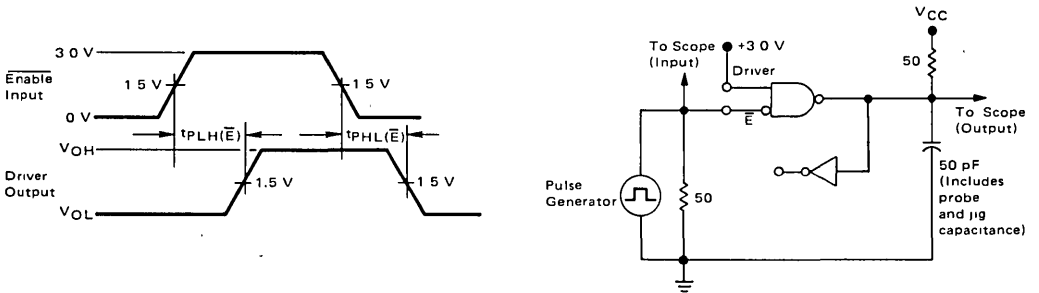 3 0 V
Enable
Input
1 5 V
1 5 V
0 V
tPLH(E)
tPHL(E)
VOH
Driver
Output
1.5 V
1 5 V
VOL
VCC
50
To Scope
(Input)
+3 0 V
Driver
E
To Scope
(Output)
Pulse
Generator
50
50 pF
(Includes
probe
and jig
capacitance)